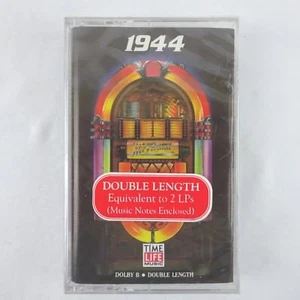 1944
DOUBLE LENGTH
Equivalent to 2 LPs
(Music Notes Enclosed)
TIME
LIFE
MUSIC
DOLBY B • DOUBLE LENGTH